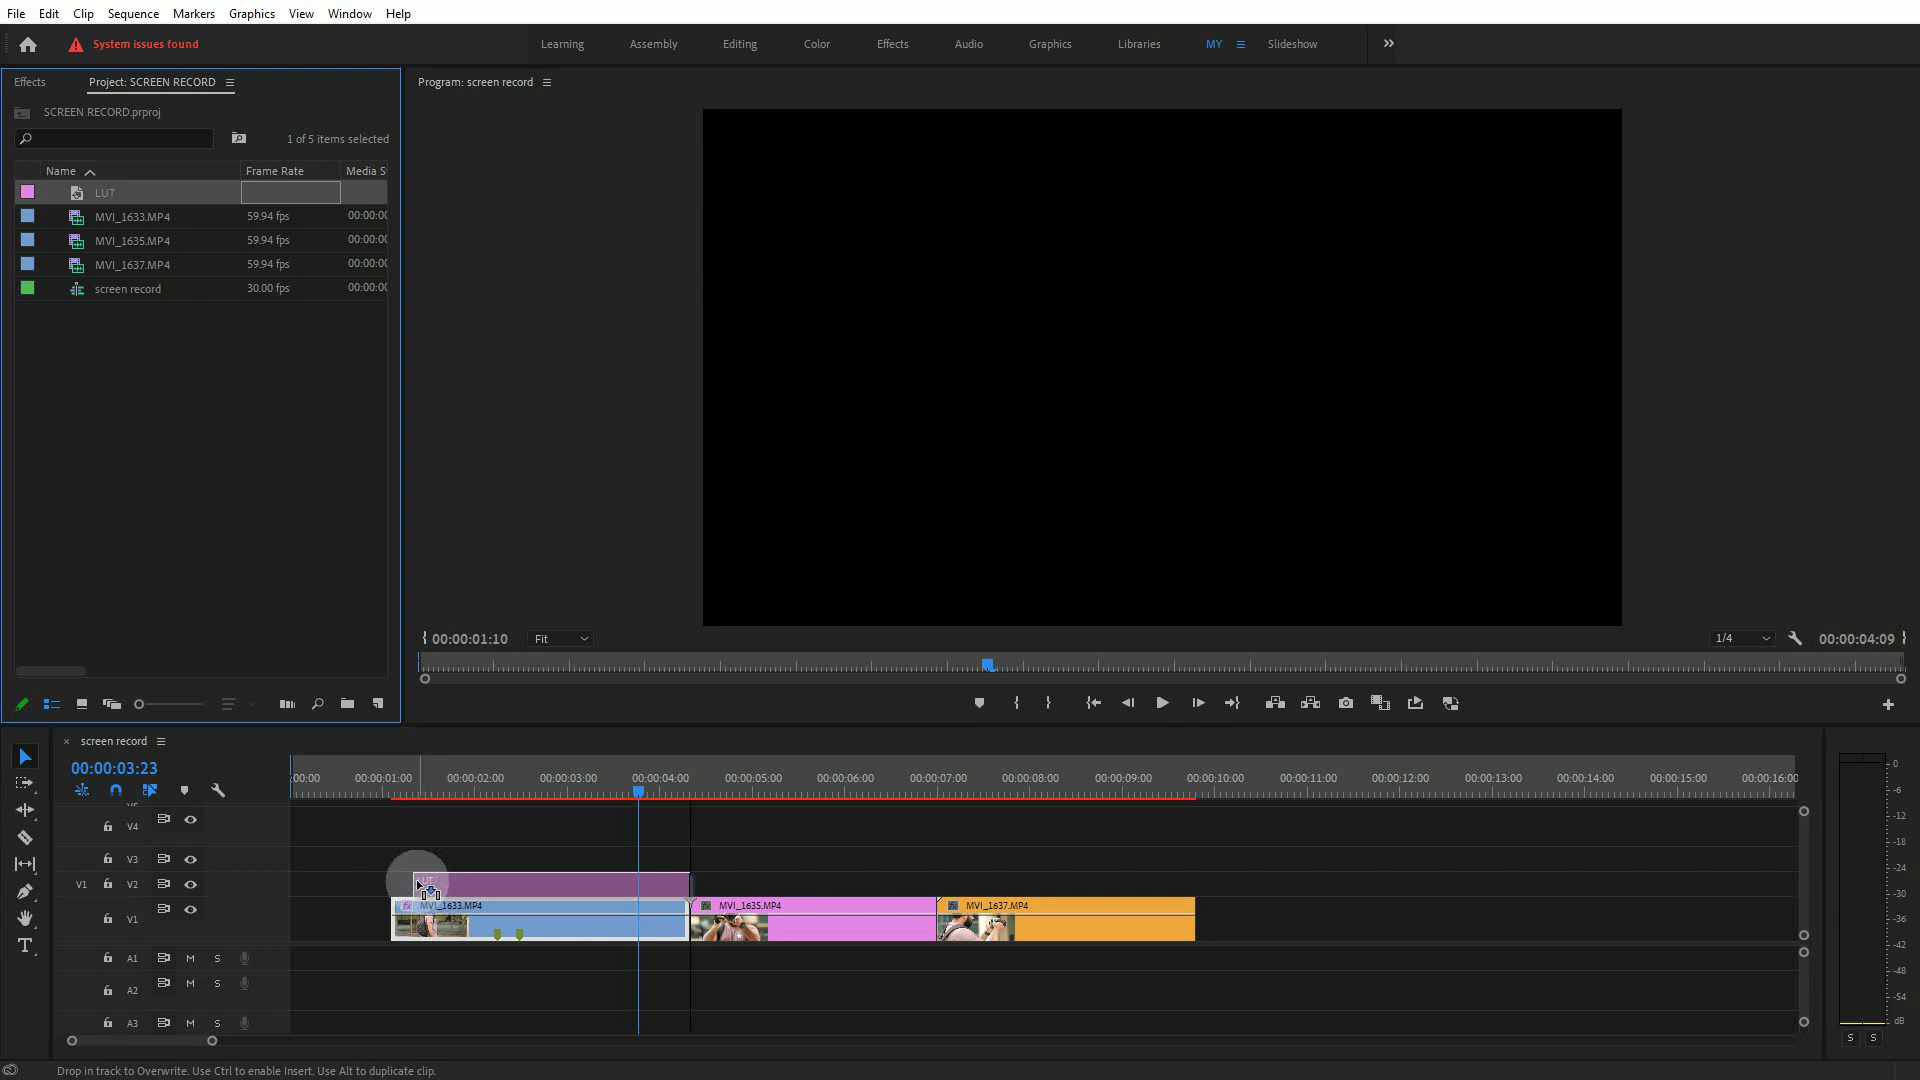 File Edit Clip Sequence Markers Graphics View Window Help
System issues found
Learning Assembly Editing Color Effects Audio Graphics Libraries MY Slideshow
Effects Project: SCREEN RECORD
Program: screen record
SCREEN RECORD.prproj
1 of 5 items selected
Name Frame Rate Media S
LUT
MVI_1633.MP4 59.94 fps 00:00:00
MVI_1635.MP4 59.94 fps 00:00:00
MVI_1637.MP4 59.94 fps 00:00:00
screen record 30.00 fps 00:00:00
00:00:01:10 Fit 1/4 00:00:04:09
screen record
00:00:03:23
:00:00 00:00:01:00 00:00:02:00 00:00:03:00 00:00:04:00 00:00:05:00 00:00:06:00 00:00:07:00 00:00:08:00 00:00:09:00 00:00:10:00 00:00:11:00 00:00:12:00 00:00:13:00 00:00:14:00 00:00:15:00 00:00:16:00
V4
V3
V1 V2 LUT
V1 fx MVI_1633.MP4 fx MVI_1635.MP4 fx MVI_1637.MP4
A1 M S
A2 M S
A3 M S
0
-6
-12
-18
-24
-30
-36
-42
-48
-54
dB
S S
Drop in track to Overwrite. Use Ctrl to enable Insert. Use Alt to duplicate clip.